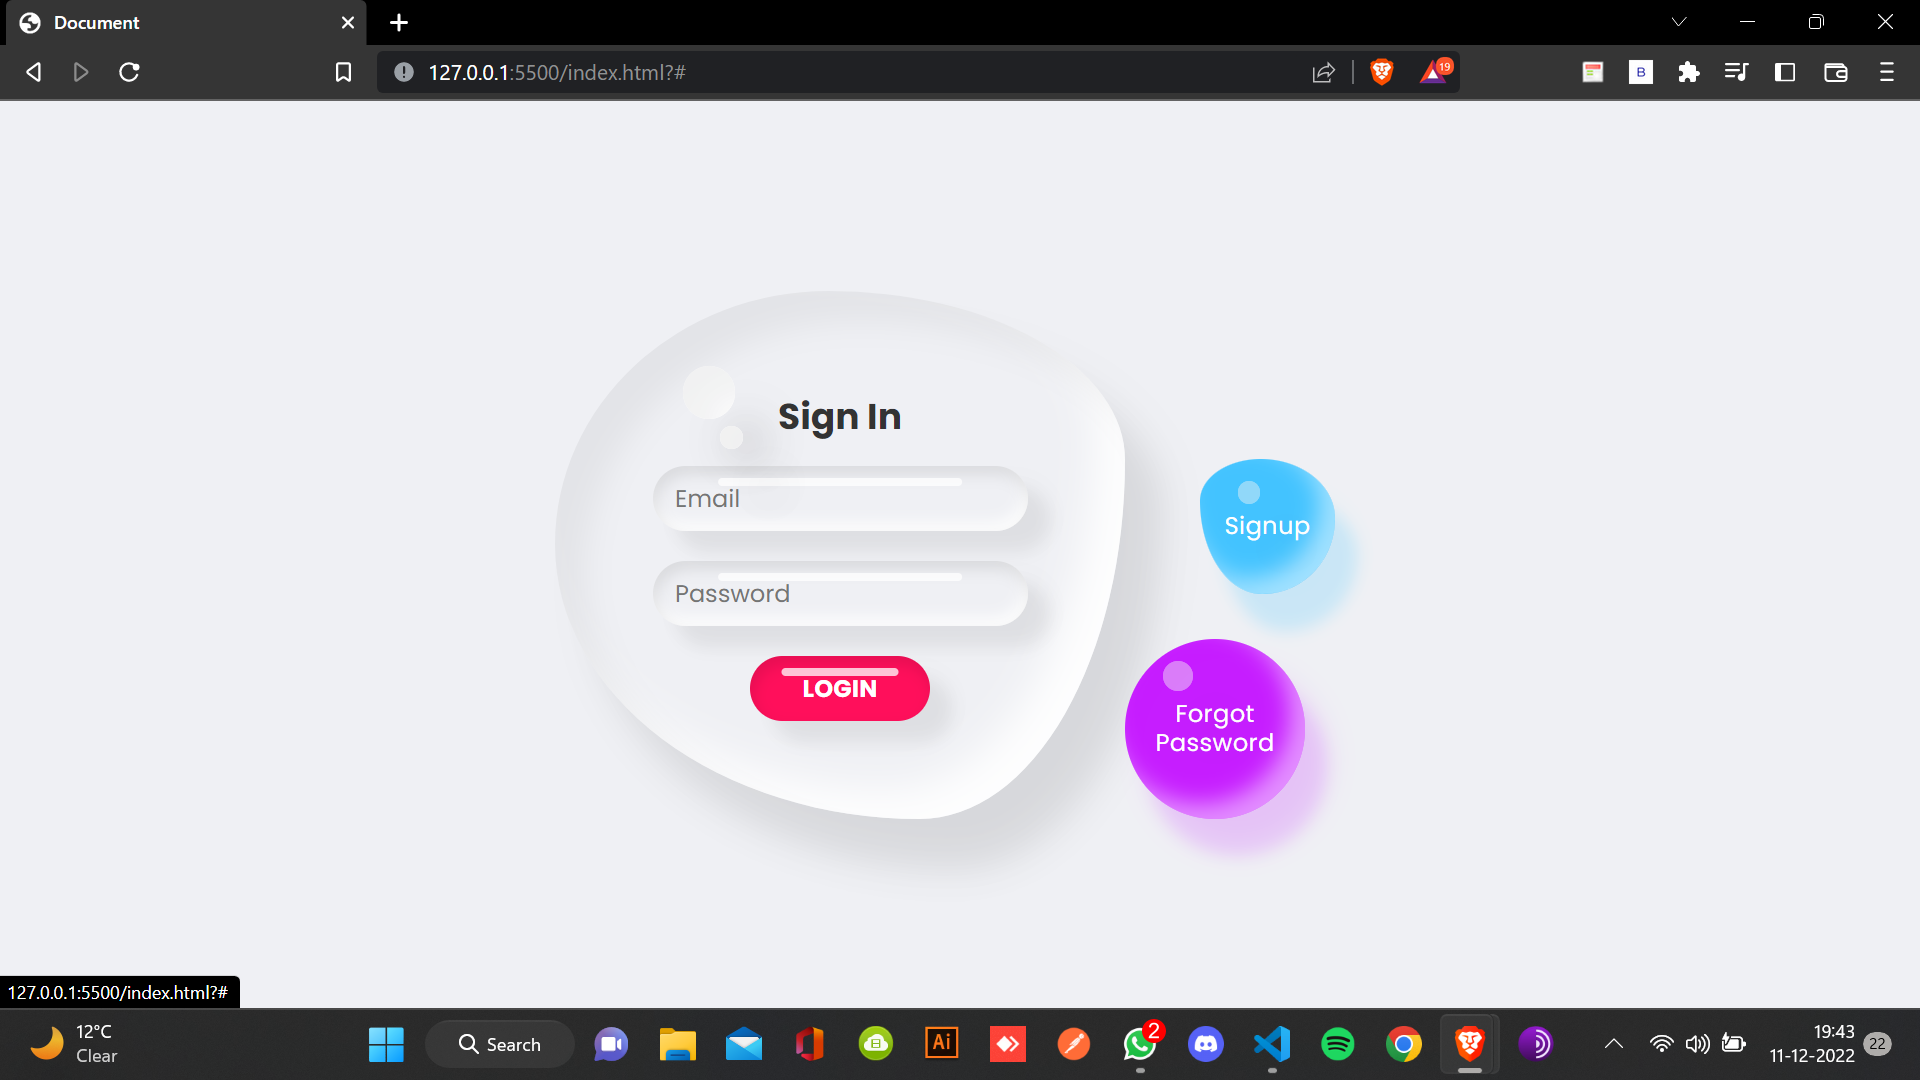 Document
127.0.0.1:5500/index.html?#
19
B
Sign In
Email
Password
LOGIN
Signup
Forgot
Password
127.0.0.1:5500/index.html?#
12°C
Clear
Search
Ai
2
19:43
11-12-2022
22